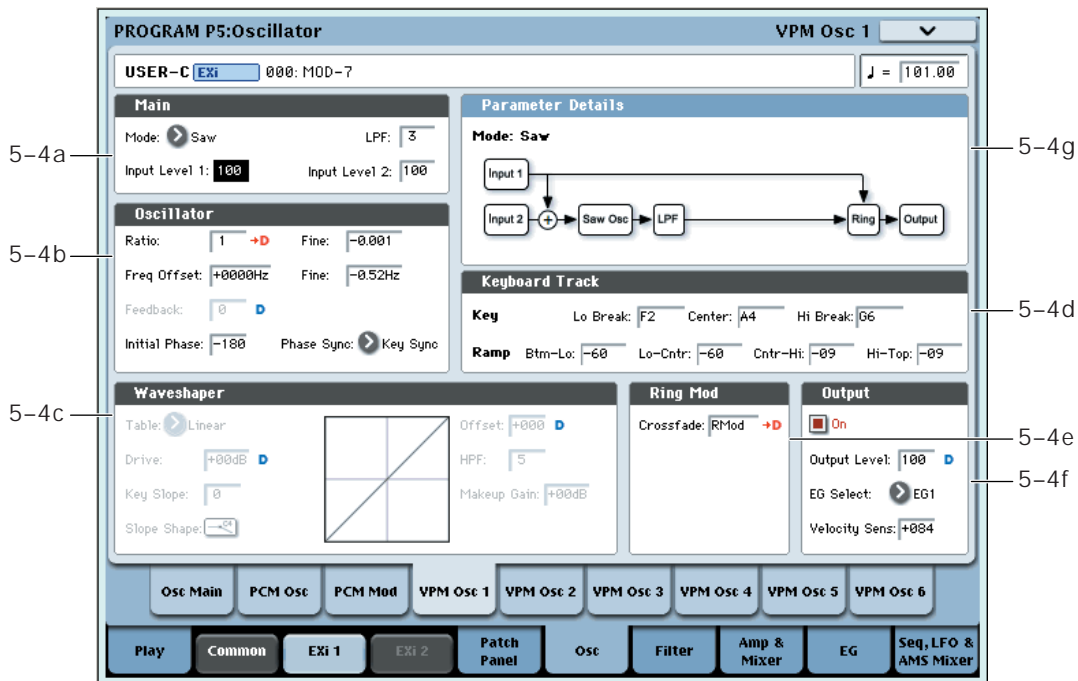 PROGRAM P5:Oscillator VPM Osc 1
USER-C EXi 000: MOD-7 ♩ = 101.00
Main
Mode: Saw LPF: 3
Input Level 1: 100 Input Level 2: 100
5-4a
Parameter Details
Mode: Saw
Input 1
Input 2 + Saw Osc LPF Ring Output
5-4g
Oscillator
Ratio: 1 →D Fine: -0.001
Freq Offset: +0000Hz Fine: -0.52Hz
Feedback: 0 D
Initial Phase: -180 Phase Sync: Key Sync
5-4b
Keyboard Track
Key Lo Break: F2 Center: A4 Hi Break: G6
Ramp Btm-Lo: -60 Lo-Cntr: -60 Cntr-Hi: -09 Hi-Top: -09
5-4d
Waveshaper
Table: Linear Offset: +000 D
Drive: +00dB D HPF: 5
Key Slope: 0 Makeup Gain: +00dB
Slope Shape: C4
5-4c
Ring Mod
Crossfade: RMod →D
5-4e
Output
On
Output Level: 100 D
EG Select: EG1
Velocity Sens: +084
5-4f
Osc Main PCM Osc PCM Mod VPM Osc 1 VPM Osc 2 VPM Osc 3 VPM Osc 4 VPM Osc 5 VPM Osc 6
Play Common EXi 1 EXi 2 Patch Panel Osc Filter Amp & Mixer EG Seq, LFO & AMS Mixer